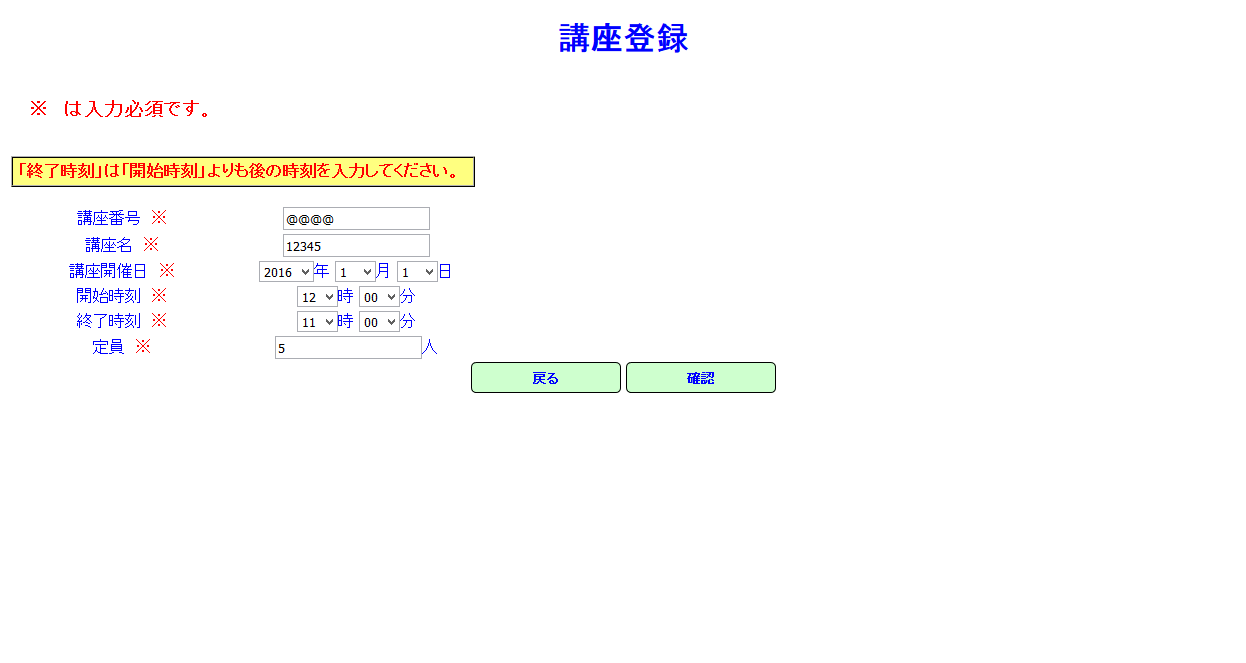 講座登録
※　は入力必須です。
「終了時刻」は「開始時刻」よりも後の時刻を入力してください。
講座番号 ※ @@@@
講座名 ※ 12345
講座開催日 ※ 2016 年 1 月 1 日
開始時刻 ※ 12 時 00 分
終了時刻 ※ 11 時 00 分
定員 ※ 5 人
戻る 確認